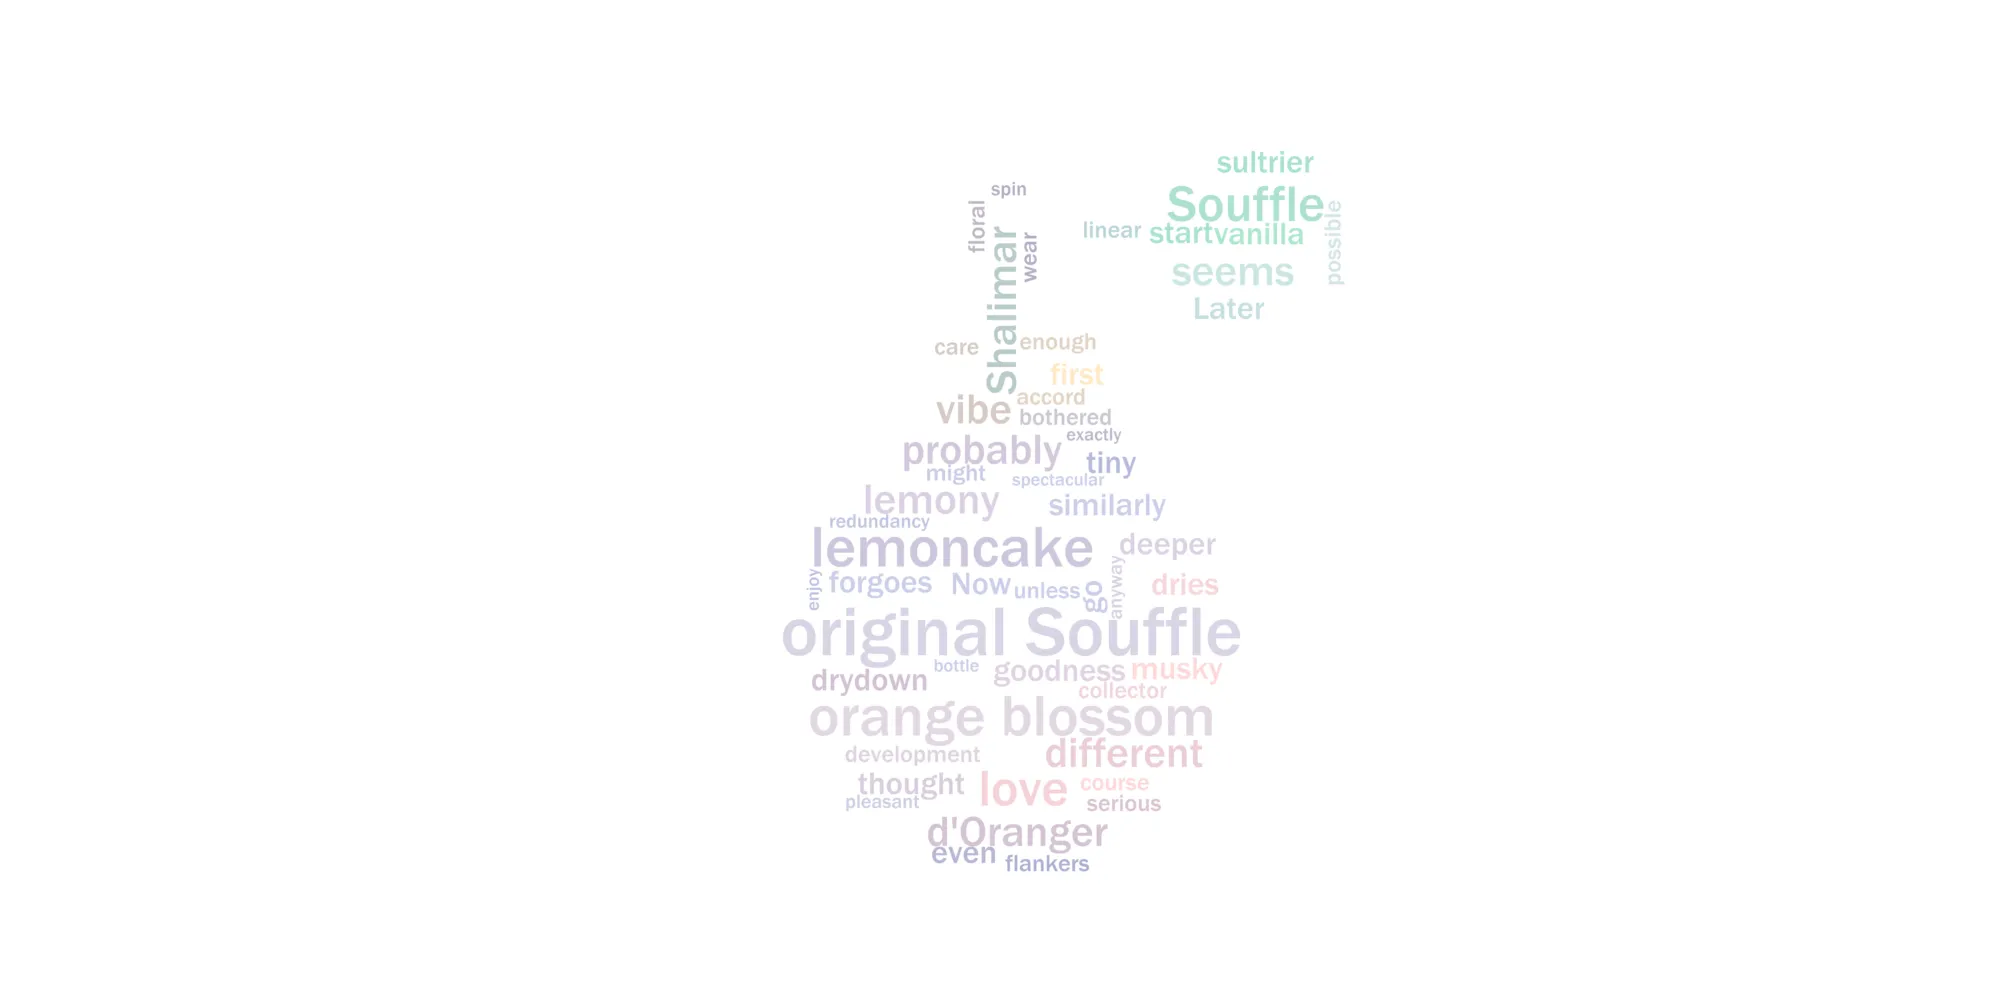 sultrier
spin
Souffle
floral
possible
linear
start
vanilla
Shalimar
wear
seems
Later
care
enough
first
accord
vibe
bothered
exactly
probably
tiny
might
spectacular
lemony
similarly
redundancy
lemoncake
deeper
enjoy
forgoes
Now
unless
go
anyway
dries
original Souffle
bottle
goodness
musky
drydown
collector
orange blossom
development
different
thought
love
course
pleasant
serious
d'Oranger
even
flankers